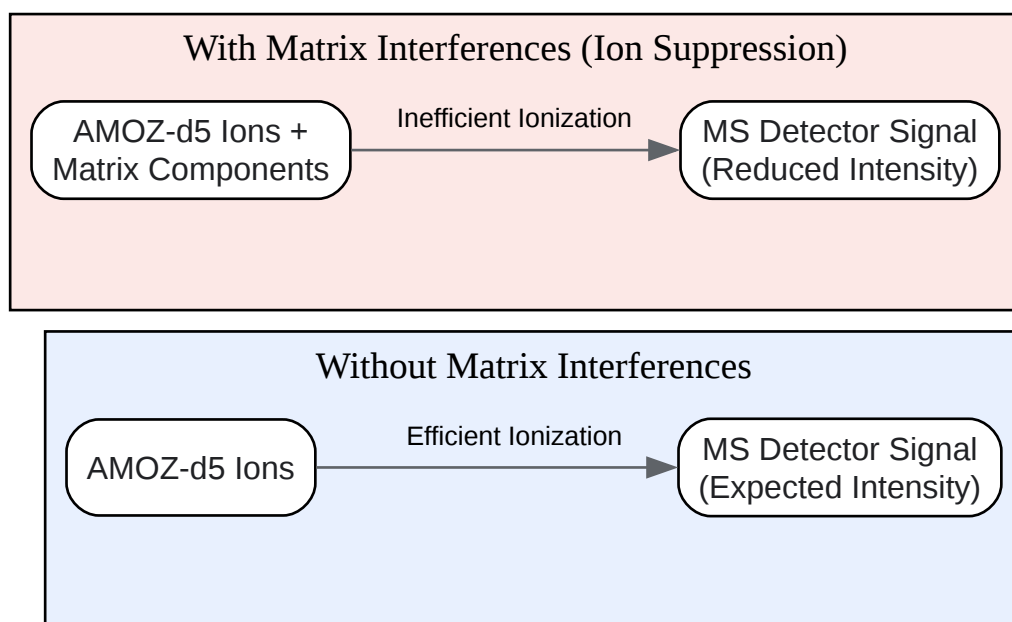 With Matrix Interferences (Ion Suppression)
AMOZ-d5 Ions +
Matrix Components
Inefficient Ionization
MS Detector Signal
(Reduced Intensity)
Without Matrix Interferences
AMOZ-d5 Ions
Efficient Ionization
MS Detector Signal
(Expected Intensity)